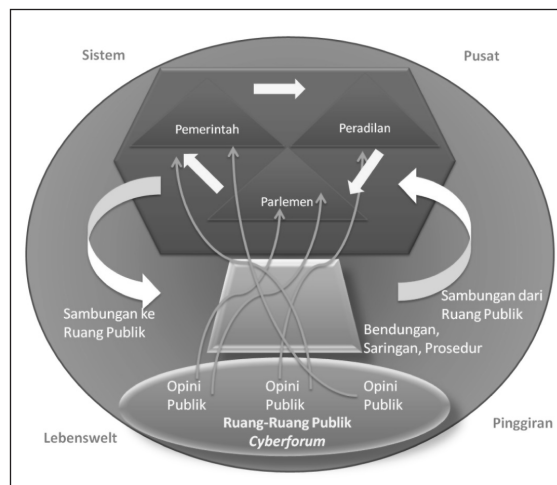 Sistem
Pusat
Pemerintah
Peradilan
Parlemen
Sambungan ke
Ruang Publik
Sambungan dari
Ruang Publik
Bendungan,
Saringan, Prosedur
Opini
Publik
Opini
Publik
Opini
Publik
Ruang-Ruang Publik
Cyberforum
Lebenswelt
Pinggiran